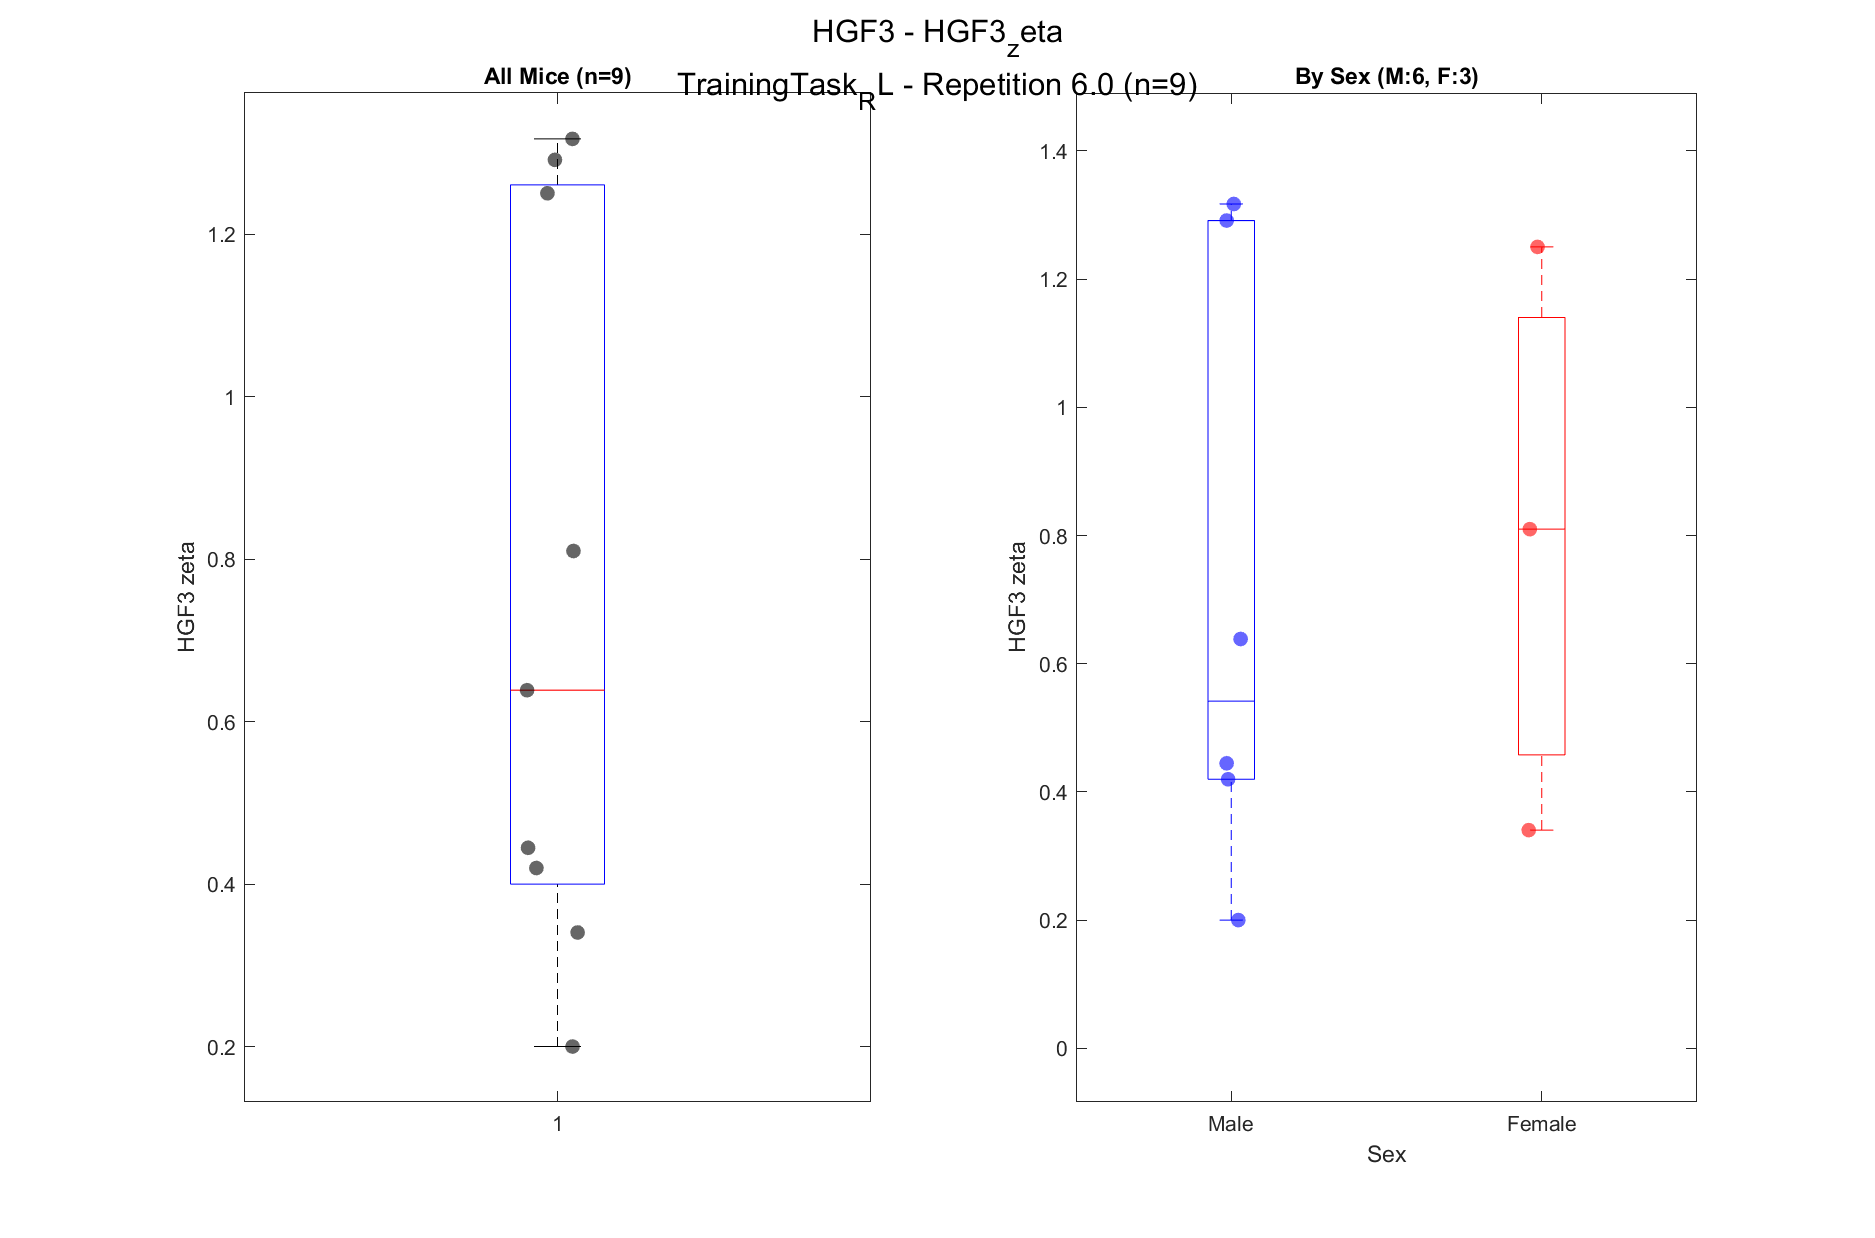 HGF3 - HGF3_zeta
TrainingTask_RL - Repetition 6.0 (n=9)
All Mice (n=9)
HGF3 zeta
1.2
1
0.8
0.6
0.4
0.2
1
By Sex (M:6, F:3)
HGF3 zeta
1.4
1.2
1
0.8
0.6
0.4
0.2
0
Male Female
Sex